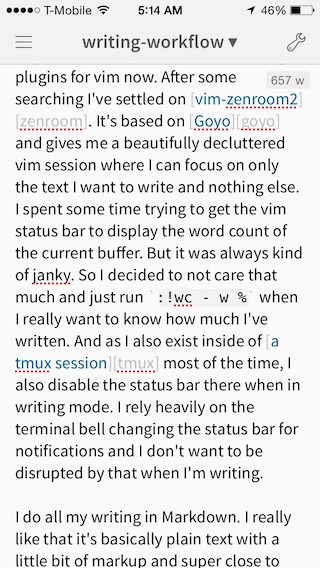 T-Mobile 5:14 AM 46%
writing-workflow ▾
plugins for vim now. After some
657 w
searching I've settled on [vim-zenroom2]
[zenroom]. It's based on [Goyo][goyo]
and gives me a beautifully decluttered
vim session where I can focus on only
the text I want to write and nothing else.
I spent some time trying to get the vim
status bar to display the word count of
the current buffer. But it was always kind
of janky. So I decided to not care that
much and just run `:!wc - w %` when
I really want to know how much I've
written. And as I also exist inside of [a
tmux session][tmux] most of the time, I
also disable the status bar there when in
writing mode. I rely heavily on the
terminal bell changing the status bar for
notifications and I don't want to be
disrupted by that when I'm writing.
I do all my writing in Markdown. I really
like that it's basically plain text with a
little bit of markup and super close to